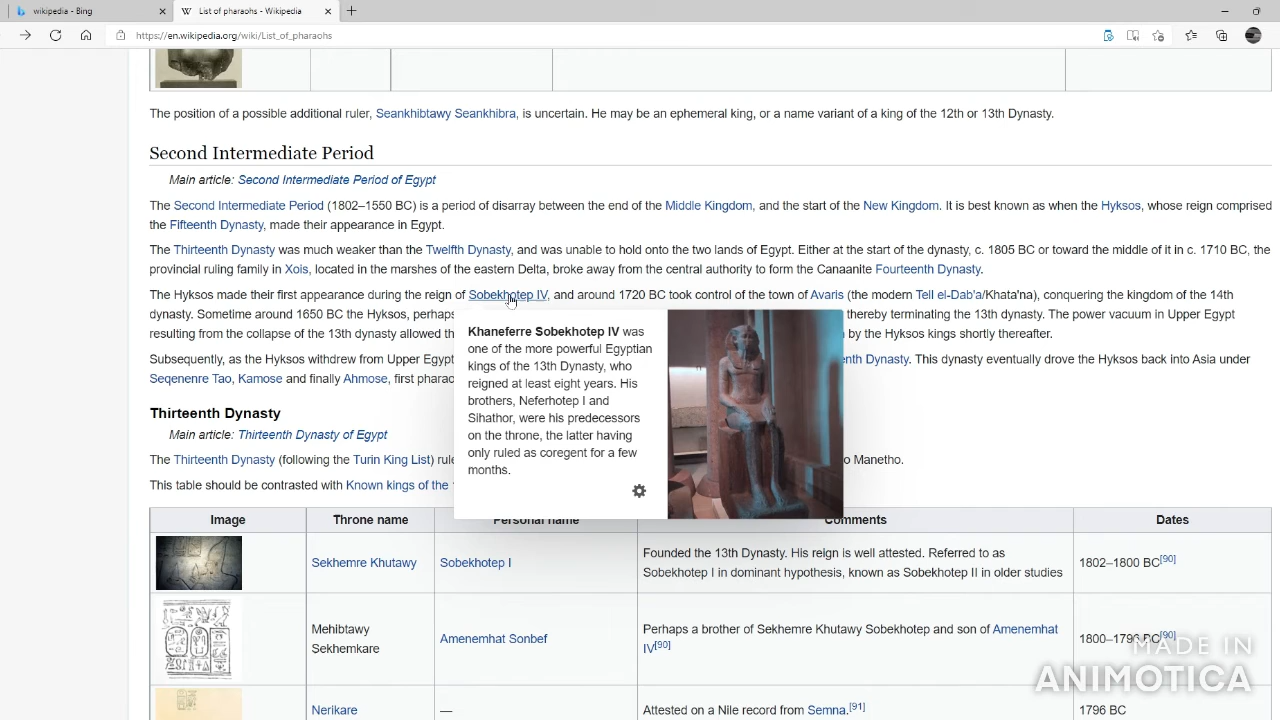 wikipedia - Bing
List of pharaohs - Wikipedia
https://en.wikipedia.org/wiki/List_of_pharaohs
The position of a possible additional ruler, Seankhibtawy Seankhibra, is uncertain. He may be an ephemeral king, or a name variant of a king of the 12th or 13th Dynasty.
Second Intermediate Period
Main article: Second Intermediate Period of Egypt
The Second Intermediate Period (1802–1550 BC) is a period of disarray between the end of the Middle Kingdom, and the start of the New Kingdom. It is best known as when the Hyksos, whose reign comprised
the Fifteenth Dynasty, made their appearance in Egypt.
The Thirteenth Dynasty was much weaker than the Twelfth Dynasty, and was unable to hold onto the two lands of Egypt. Either at the start of the dynasty, c. 1805 BC or toward the middle of it in c. 1710 BC, the
provincial ruling family in Xois, located in the marshes of the eastern Delta, broke away from the central authority to form the Canaanite Fourteenth Dynasty.
The Hyksos made their first appearance during the reign of Sobekhotep IV, and around 1720 BC took control of the town of Avaris (the modern Tell el-Dab'a/Khata'na), conquering the kingdom of the 14th
dynasty. Sometime around 1650 BC the Hyksos, perhaps thereby terminating the 13th dynasty. The power vacuum in Upper Egypt
resulting from the collapse of the 13th dynasty allowed the by the Hyksos kings shortly thereafter.
Subsequently, as the Hyksos withdrew from Upper Egypt Dynasty. This dynasty eventually drove the Hyksos back into Asia under
Seqenenre Tao, Kamose and finally Ahmose, first
Khaneferre Sobekhotep IV was
one of the more powerful Egyptian
kings of the 13th Dynasty, who
reigned at least eight years. His
brothers, Neferhotep I and
Sihathor, were his predecessors
on the throne, the latter having
only ruled as coregent for a few
months.
Thirteenth Dynasty
Main article: Thirteenth Dynasty of Egypt
The Thirteenth Dynasty (following the Turin King List) Manetho.
This table should be contrasted with Known kings of the
Image Throne name Personal name Comments Dates
Sekhemre Khutawy Sobekhotep I Founded the 13th Dynasty. His reign is well attested. Referred to as
Sobekhotep I in dominant hypothesis, known as Sobekhotep II in older studies 1802–1800 BC[90]
Mehibtawy
Sekhemkare Amenemhat Sonbef Perhaps a brother of Sekhemre Khutawy Sobekhotep and son of Amenemhat
IV[90] 1800–1796 BC[90]
Nerikare — Attested on a Nile record from Semna.[91] 1796 BC
MADE IN
ANIMOTICA